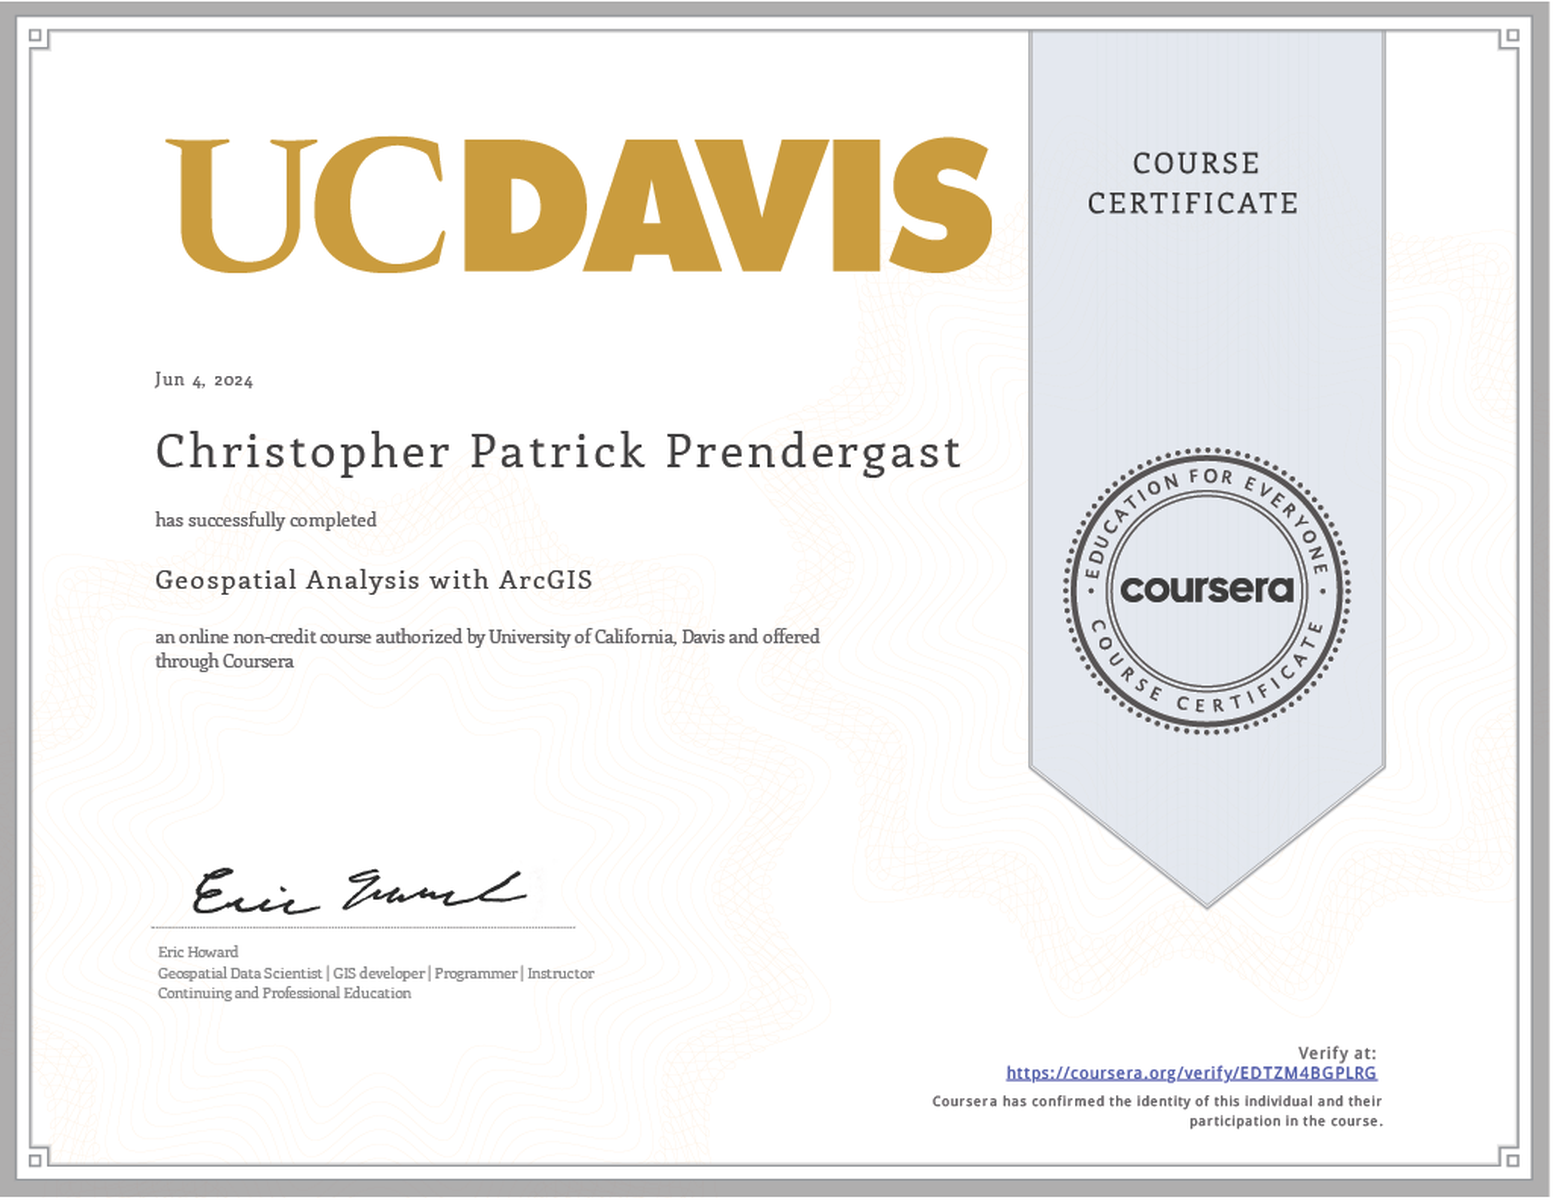 UCDAVIS
COURSE
CERTIFICATE
Jun 4, 2024
Christopher Patrick Prendergast
has successfully completed
Geospatial Analysis with ArcGIS
an online non-credit course authorized by University of California, Davis and offered
through Coursera
• EDUCATION FOR EVERYONE •
coursera
COURSE CERTIFICATE
Eric Howard
Geospatial Data Scientist | GIS developer | Programmer | Instructor
Continuing and Professional Education
Verify at:
https://coursera.org/verify/EDTZM4BGPLRG
Coursera has confirmed the identity of this individual and their
participation in the course.